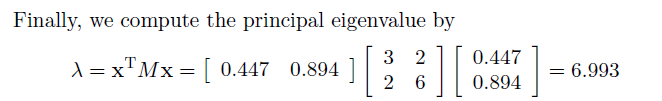 Finally, we compute the principal eigenvalue by
λ = xᵀMx = [ 0.447 0.894 ] [ 3 2 ; 2 6 ] [ 0.447 ; 0.894 ] = 6.993